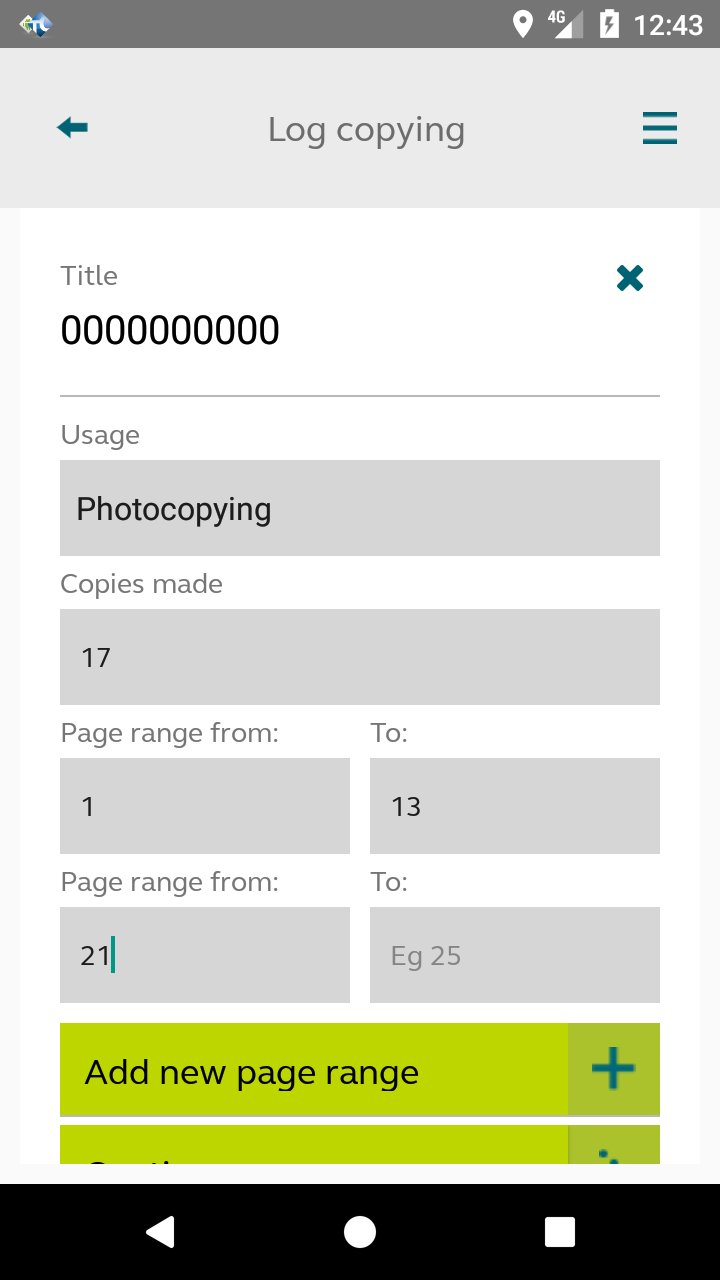 4G 12:43
Log copying
Title
0000000000
Usage
Photocopying
Copies made
17
Page range from: To:
1 13
Page range from: To:
21 Eg 25
Add new page range